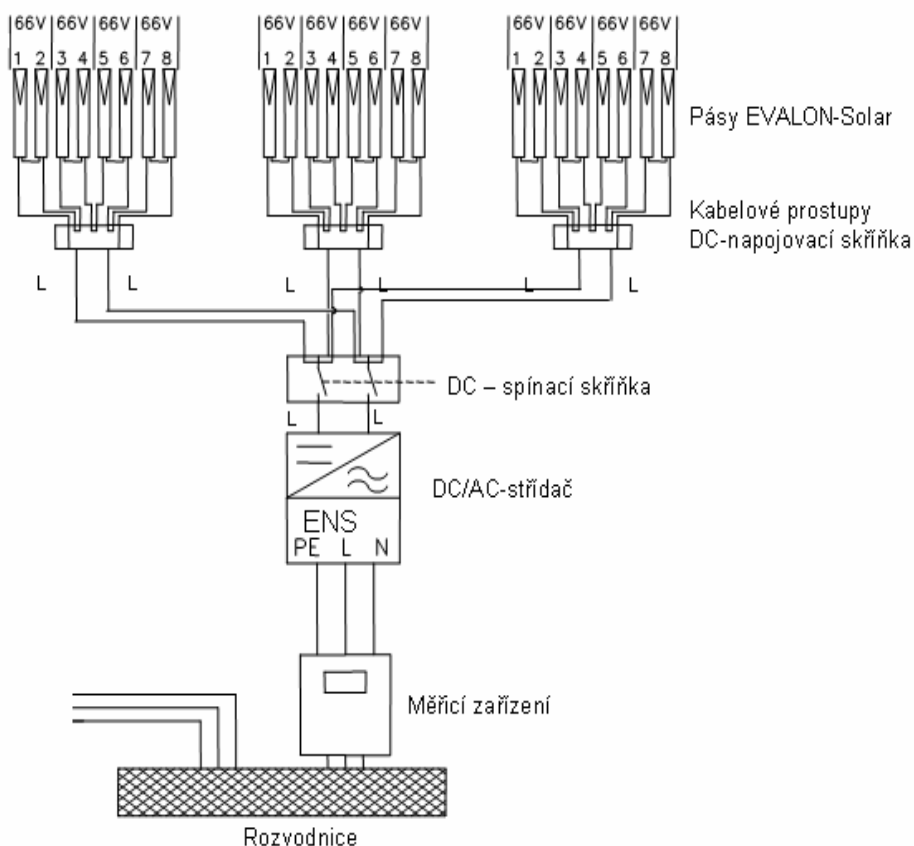 66V 66V 66V 66V 66V 66V 66V 66V 66V 66V 66V 66V
1 2 3 4 5 6 7 8 1 2 3 4 5 6 7 8 1 2 3 4 5 6 7 8
Pásy EVALON-Solar
Kabelové prostupy
DC-napojovací skříňka
L L L L L L
DC – spínací skříňka
L L
DC/AC-střídač
ENS
PE L N
Měřicí zařízení
Rozvodnice